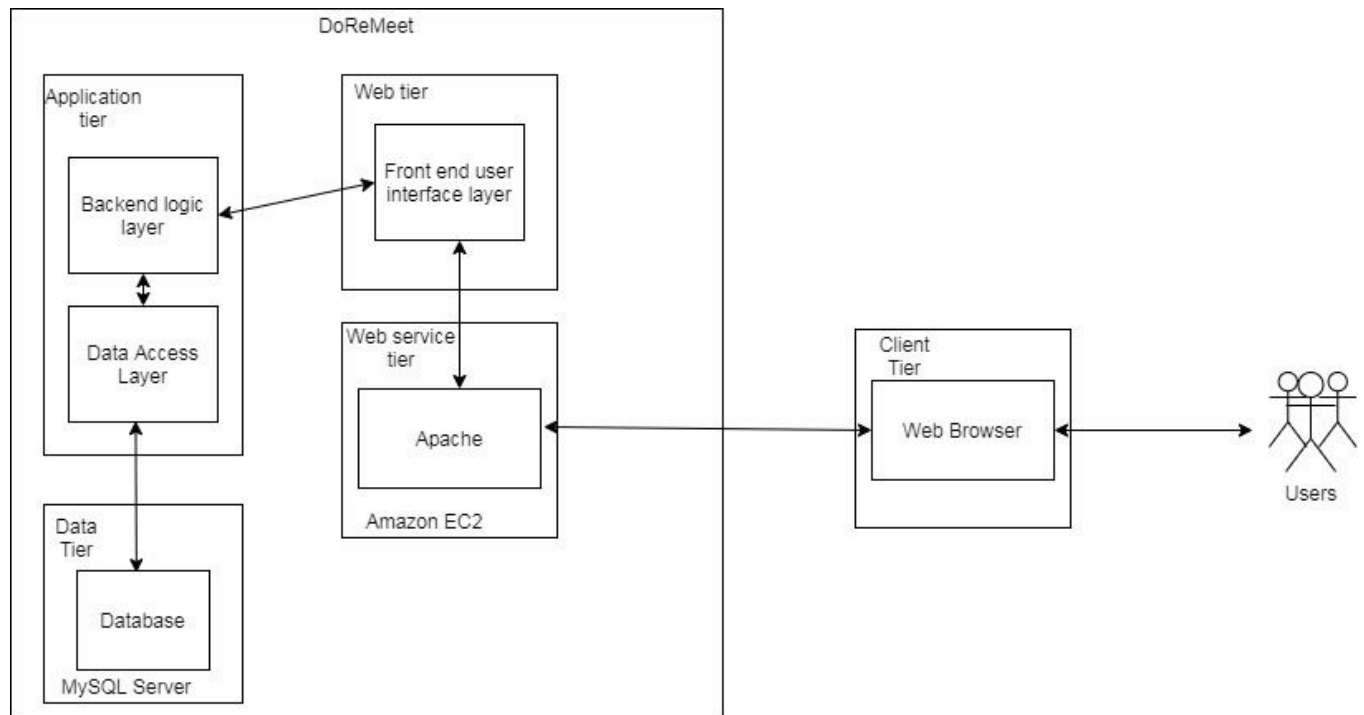 DoReMeet
Application
tier
Backend logic
layer
Data Access
Layer
Data
Tier
Database
MySQL Server
Web tier
Front end user
interface layer
Web service
tier
Apache
Amazon EC2
Client
Tier
Web Browser
Users